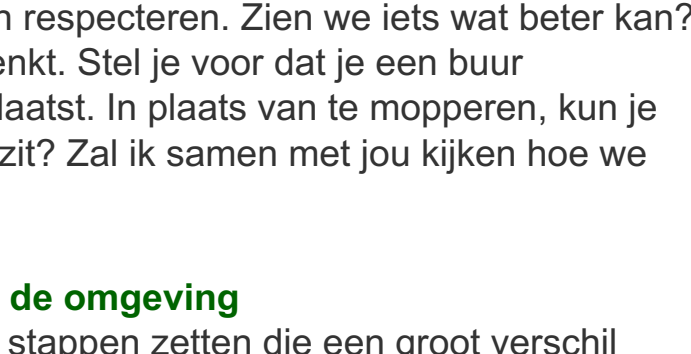 n respecteren. Zien we iets wat beter kan?
enkt. Stel je voor dat je een buur
laatst. In plaats van te mopperen, kun je
zit? Zal ik samen met jou kijken hoe we
de omgeving
stappen zetten die een groot verschil